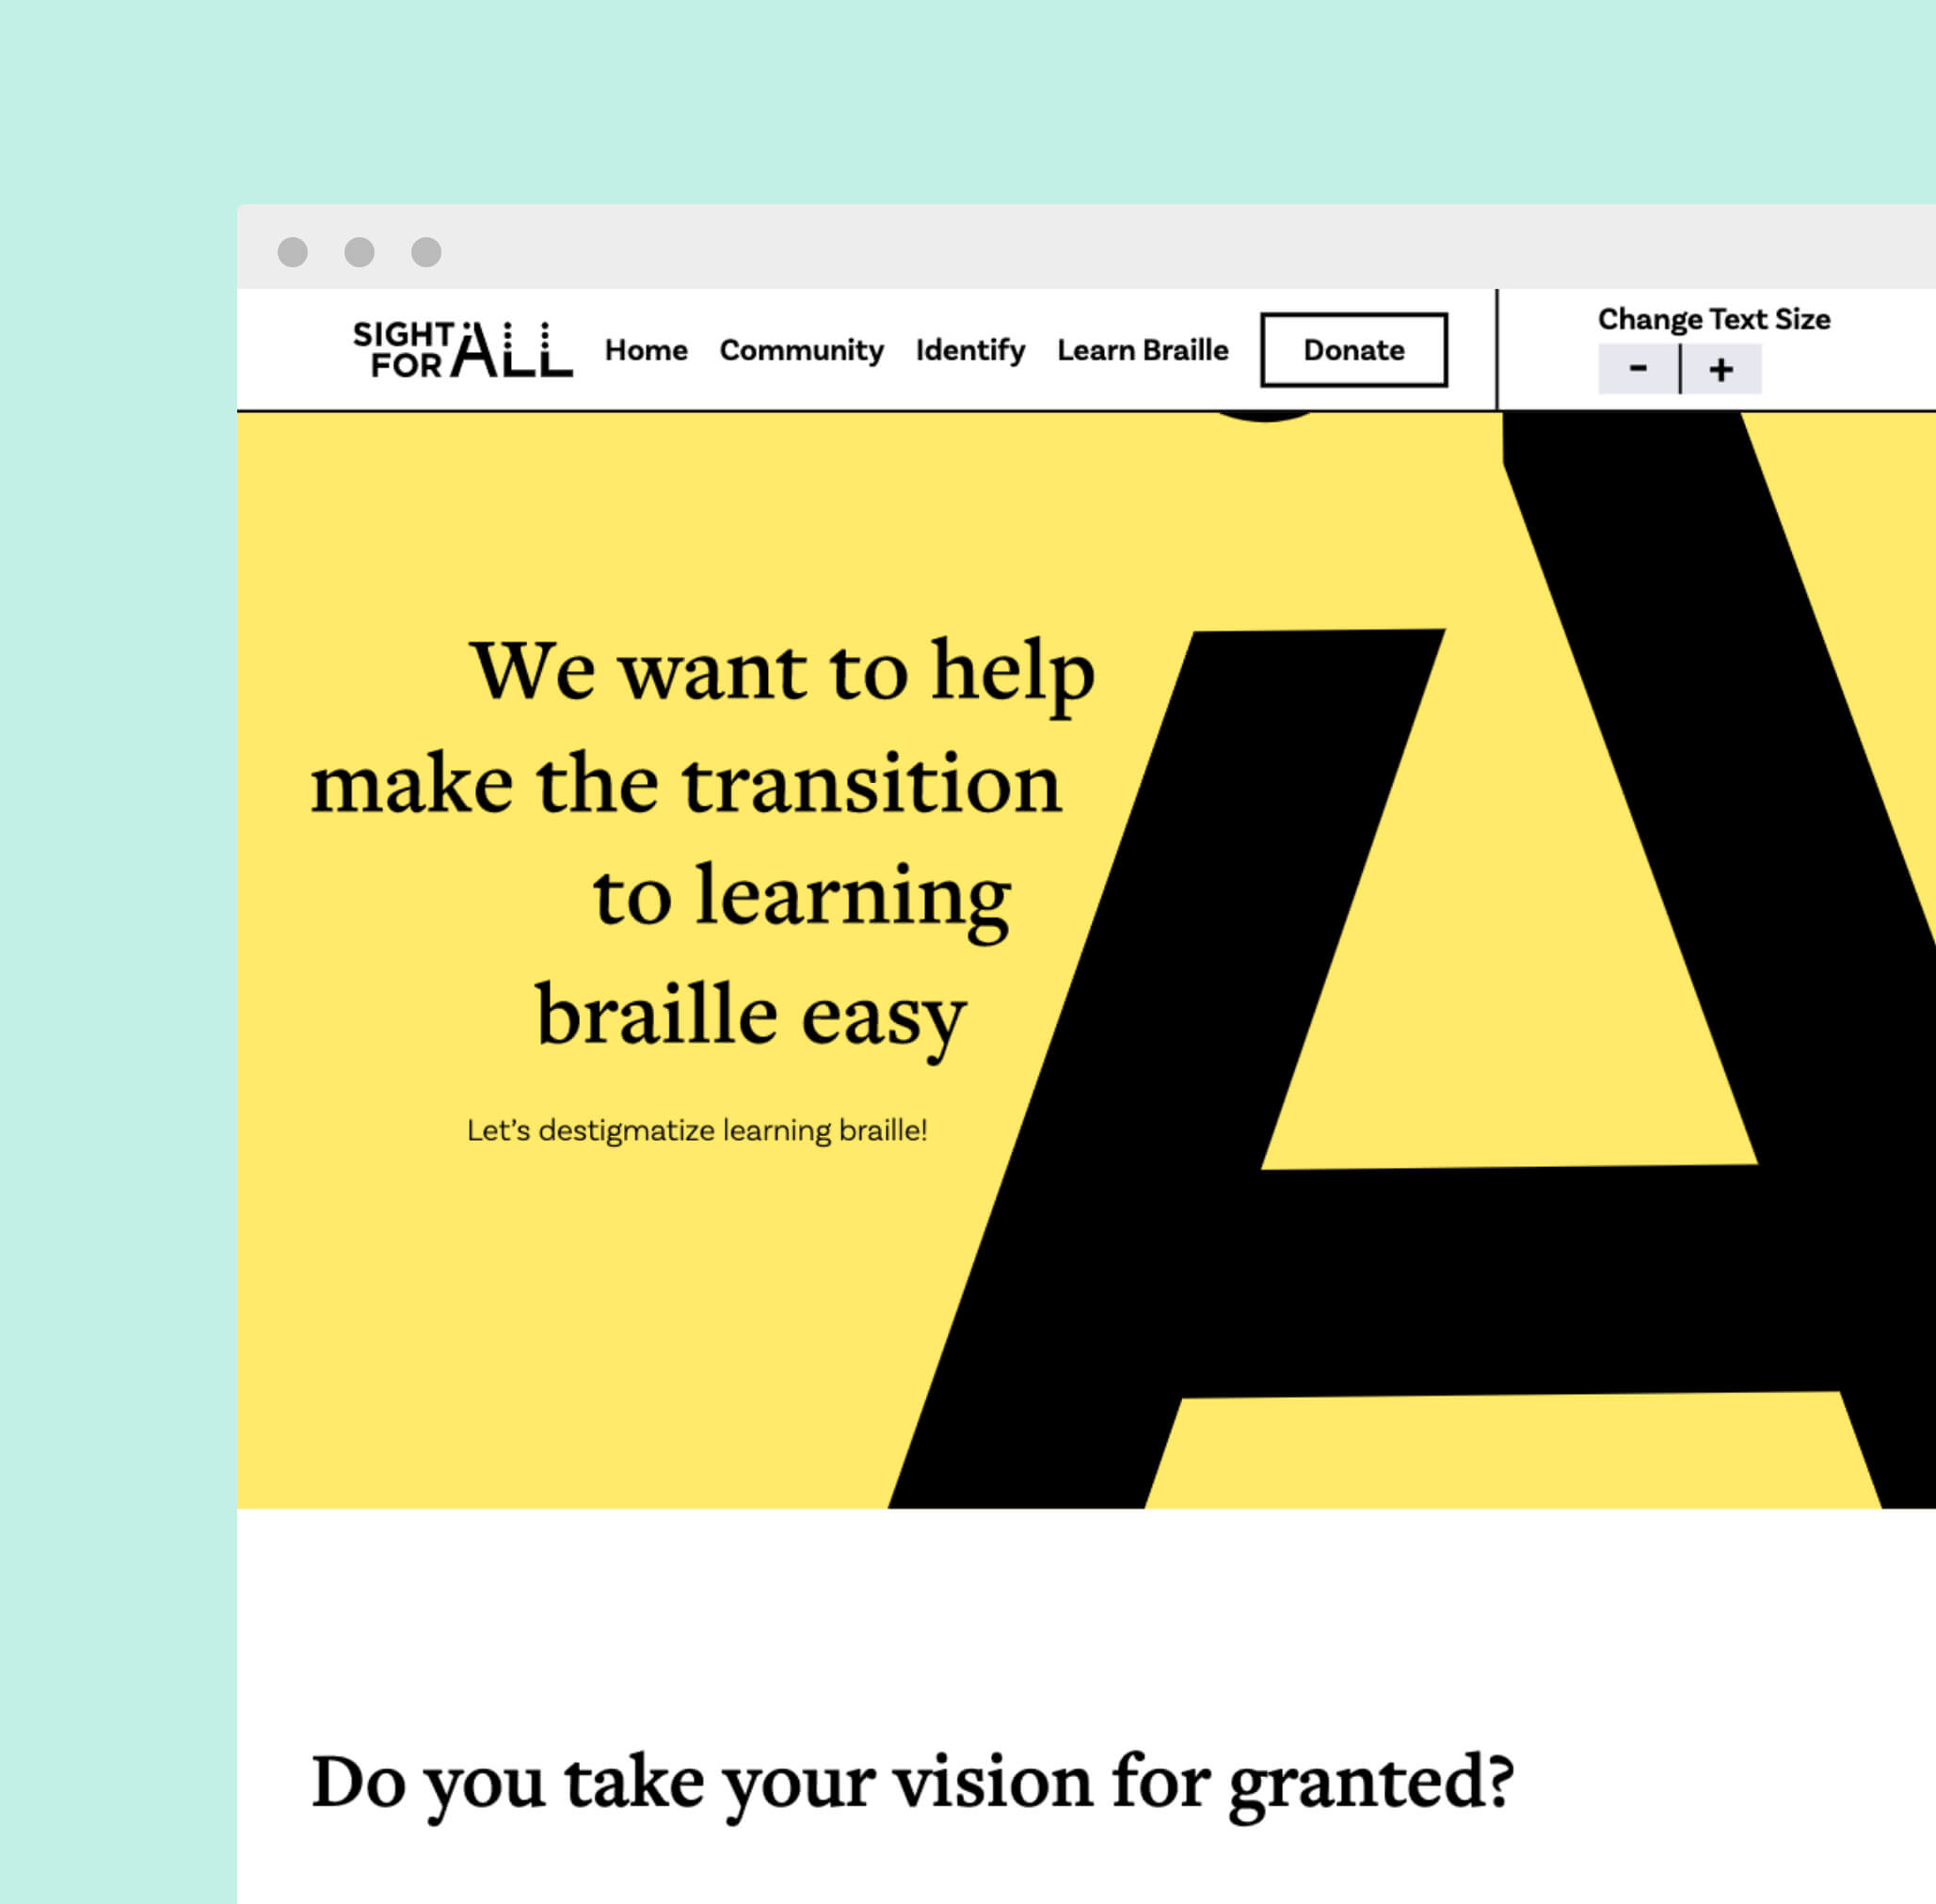 SIGHT
FOR ALL
Home Community Identify Learn Braille Donate
Change Text Size
- +
We want to help
make the transition
to learning
braille easy
Let’s destigmatize learning braille!
A
Do you take your vision for granted?